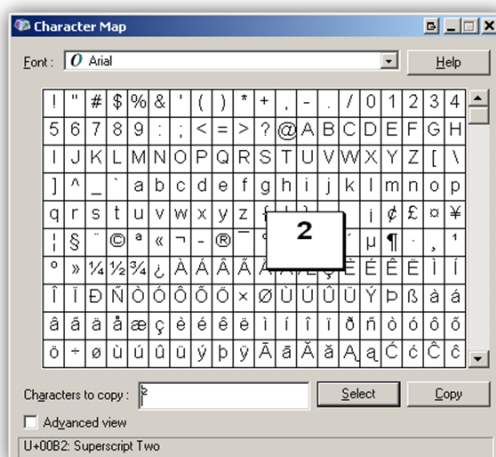 Character Map
Font : O Arial Help
! " # $ % & ' ( ) * + , - . / 0 1 2 3 4
5 6 7 8 9 : ; < = > ? @ A B C D E F G H
I J K L M N O P Q R S T U V W X Y Z [ \
] ^ _ ` a b c d e f g h i j k l m n o p
q r s t u v w x y z { | } ¡ ¢ £ ¤ ¥
¦ § ¨ © ª « ¬ - ® ¯ ° 2 ´ µ ¶ · ¸ ¹
º » ¼ ½ ¾ ¿ À Á Â Ã Ç È É Ê Ë Ì Í
Î Ï Ð Ñ Ò Ó Ô Õ Ö × Ø Ù Ú Û Ü Ý Þ ß à á
â ã ä å æ ç è é ê ë ì í î ï ð ñ ò ó ô õ
ö ÷ ø ù ú û ü ý þ ÿ Ā ā Ă ă Ą ą Ć ć Ĉ ĉ
Characters to copy : ² Select Copy
Advanced view
U+00B2: Superscript Two